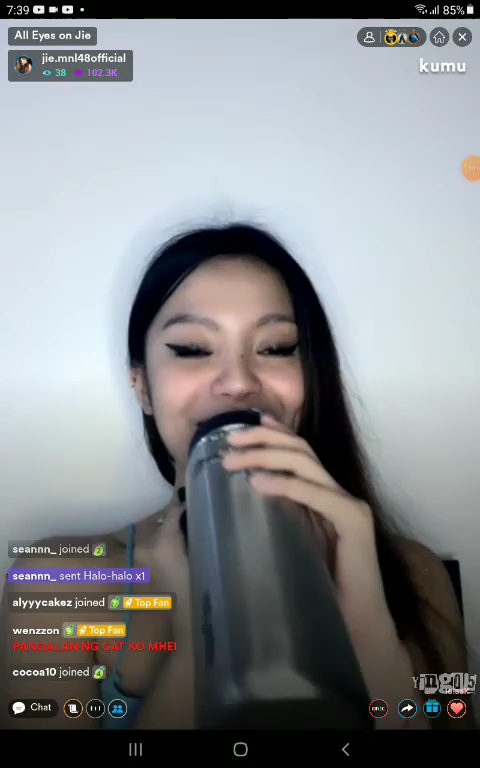 7:39
85%
All Eyes on Jie
jie.mnl48official
38 102.3K
kumu
seannn_ joined
seannn_ sent Halo-halo x1
alyyycakez joined Top Fan
wenzzon Top Fan
PANGALAN NG CAT KO MHEI
cocoa10 joined
Chat